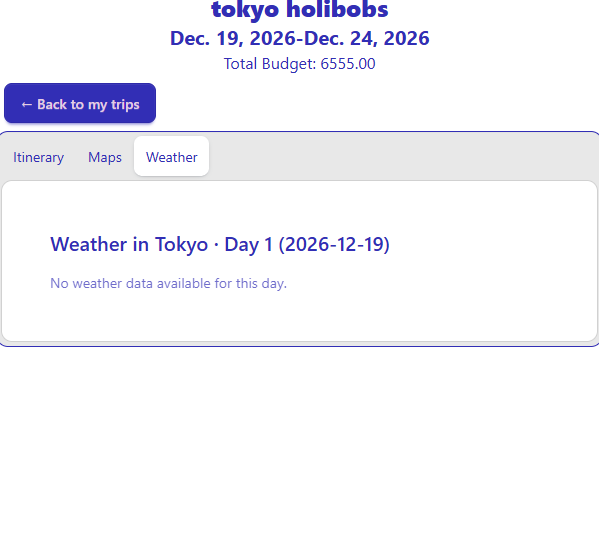 tokyo holibobs
Dec. 19, 2026-Dec. 24, 2026
Total Budget: 6555.00
← Back to my trips
Itinerary Maps Weather
Weather in Tokyo · Day 1 (2026-12-19)
No weather data available for this day.